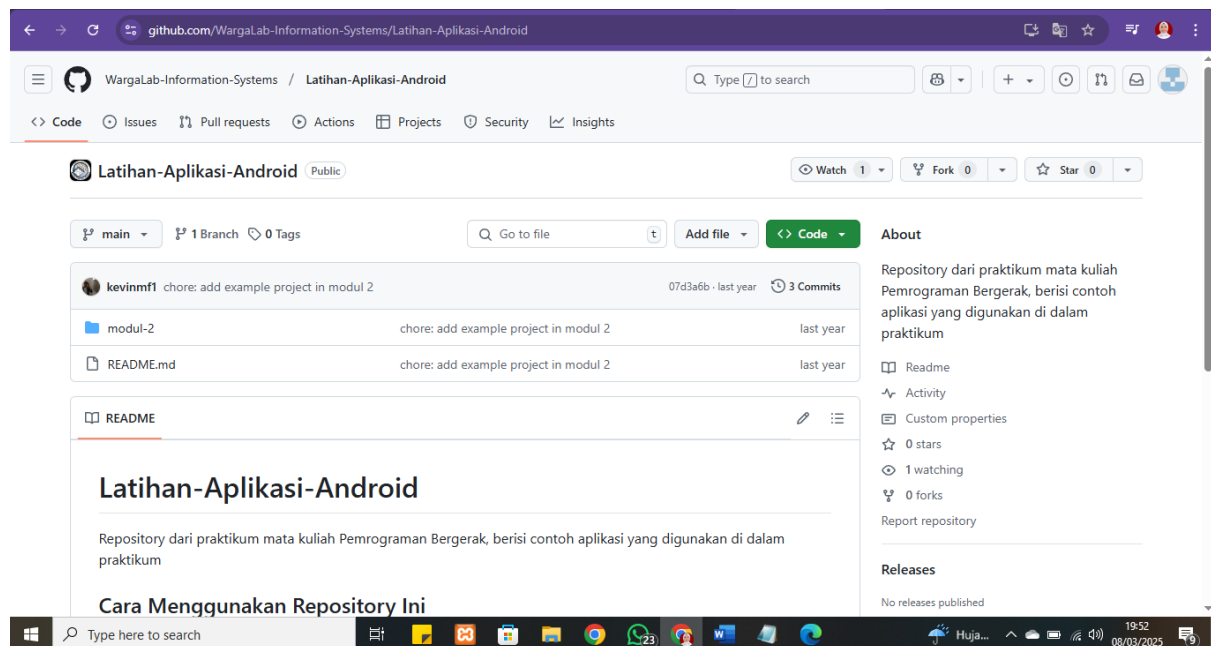 github.com/WargaLab-Information-Systems/Latihan-Aplikasi-Android
WargaLab-Information-Systems / Latihan-Aplikasi-Android
Type / to search
Code Issues Pull requests Actions Projects Security Insights
Latihan-Aplikasi-Android Public
Watch 1 Fork 0 Star 0
main 1 Branch 0 Tags Go to file t Add file Code
kevinmf1 chore: add example project in modul 2 07d3a6b · last year 3 Commits
modul-2 chore: add example project in modul 2 last year
README.md chore: add example project in modul 2 last year
README
Latihan-Aplikasi-Android
Repository dari praktikum mata kuliah Pemrograman Bergerak, berisi contoh aplikasi yang digunakan di dalam
praktikum
Cara Menggunakan Repository Ini
About
Repository dari praktikum mata kuliah
Pemrograman Bergerak, berisi contoh
aplikasi yang digunakan di dalam
praktikum
Readme
Activity
Custom properties
0 stars
1 watching
0 forks
Report repository
Releases
No releases published
Type here to search
23
Huja...
19:52
08/03/2025
9